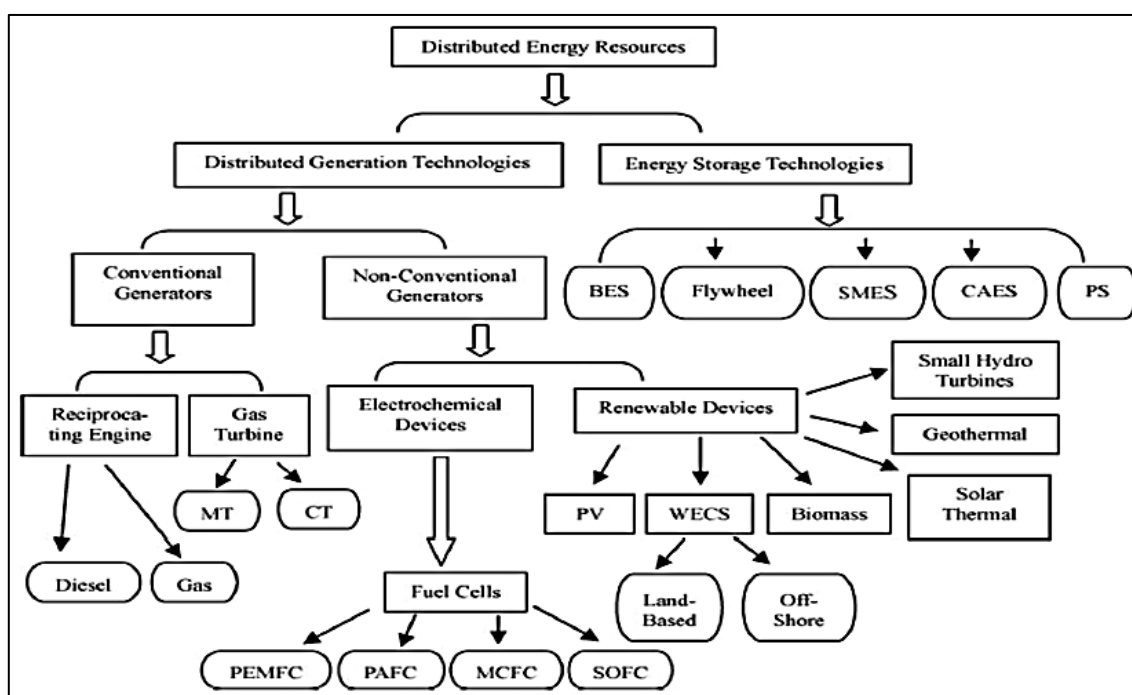 Distributed Energy Resources
Distributed Generation Technologies
Energy Storage Technologies
Conventional
Generators
Non-Conventional
Generators
BES
Flywheel
SMES
CAES
PS
Small Hydro
Turbines
Reciproca-
ting Engine
Gas
Turbine
Electrochemical
Devices
Renewable Devices
Geothermal
Solar
Thermal
MT
CT
PV
WECS
Biomass
Diesel
Gas
Fuel Cells
Land-
Based
Off-
Shore
PEMFC
PAFC
MCFC
SOFC